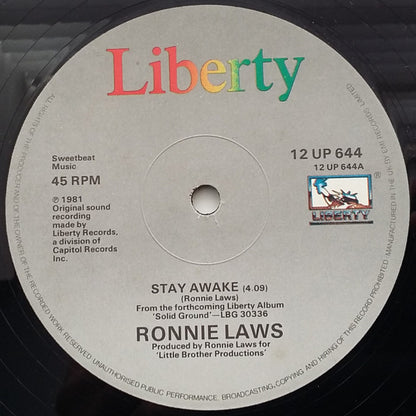 Liberty
Sweetbeat
Music
45 RPM
℗ 1981
Original sound
recording
made by
Liberty Records,
a division of
Capitol Records
Inc.
12 UP 644
12 UP 644A
LIBERTY
®
STAY AWAKE (4.09)
(Ronnie Laws)
From the forthcoming Liberty Album
'Solid Ground'—LBG 30336
RONNIE LAWS
Produced by Ronnie Laws for
'Little Brother Productions'
ALL RIGHTS OF THE PRODUCER AND OF THE OWNER OF THE RECORDED WORK RESERVED. UNAUTHORISED PUBLIC PERFORMANCE, BROADCASTING, COPYING AND HIRING OF THIS RECORD PROHIBITED · MANUFACTURED IN THE UK BY EMI RECORDS LIMITED